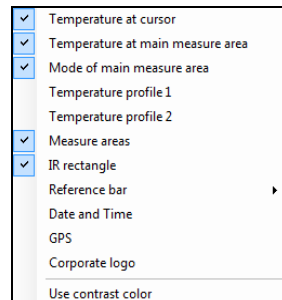 Temperature at cursor
Temperature at main measure area
Mode of main measure area
Temperature profile 1
Temperature profile 2
Measure areas
IR rectangle
Reference bar
Date and Time
GPS
Corporate logo
Use contrast color